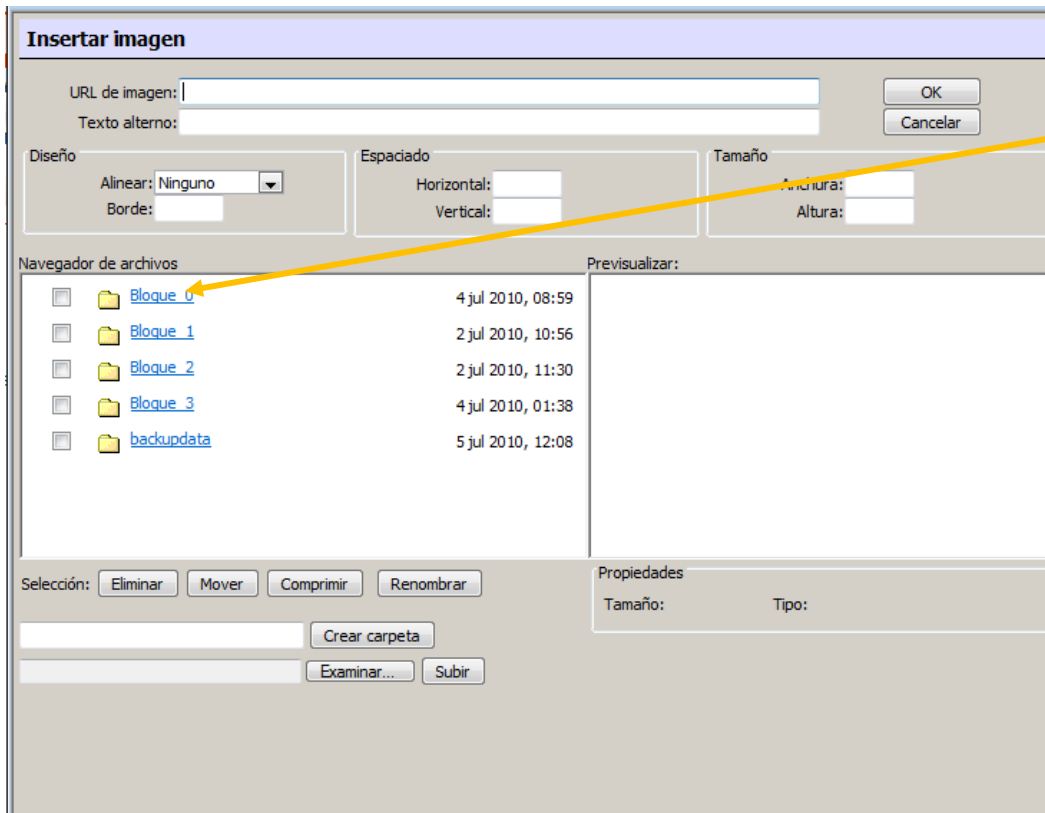 Insertar imagen
URL de imagen:
OK
Texto alterno:
Cancelar
Diseño
Espaciado
Tamaño
Alinear: Ninguno
Horizontal:
Anchura:
Borde:
Vertical:
Altura:
Navegador de archivos
Previsualizar:
Bloque_0 4 jul 2010, 08:59
Bloque_1 2 jul 2010, 10:56
Bloque_2 2 jul 2010, 11:30
Bloque_3 4 jul 2010, 01:38
backupdata 5 jul 2010, 12:08
Selección: Eliminar Mover Comprimir Renombrar
Propiedades
Tamaño: Tipo:
Crear carpeta
Examinar... Subir